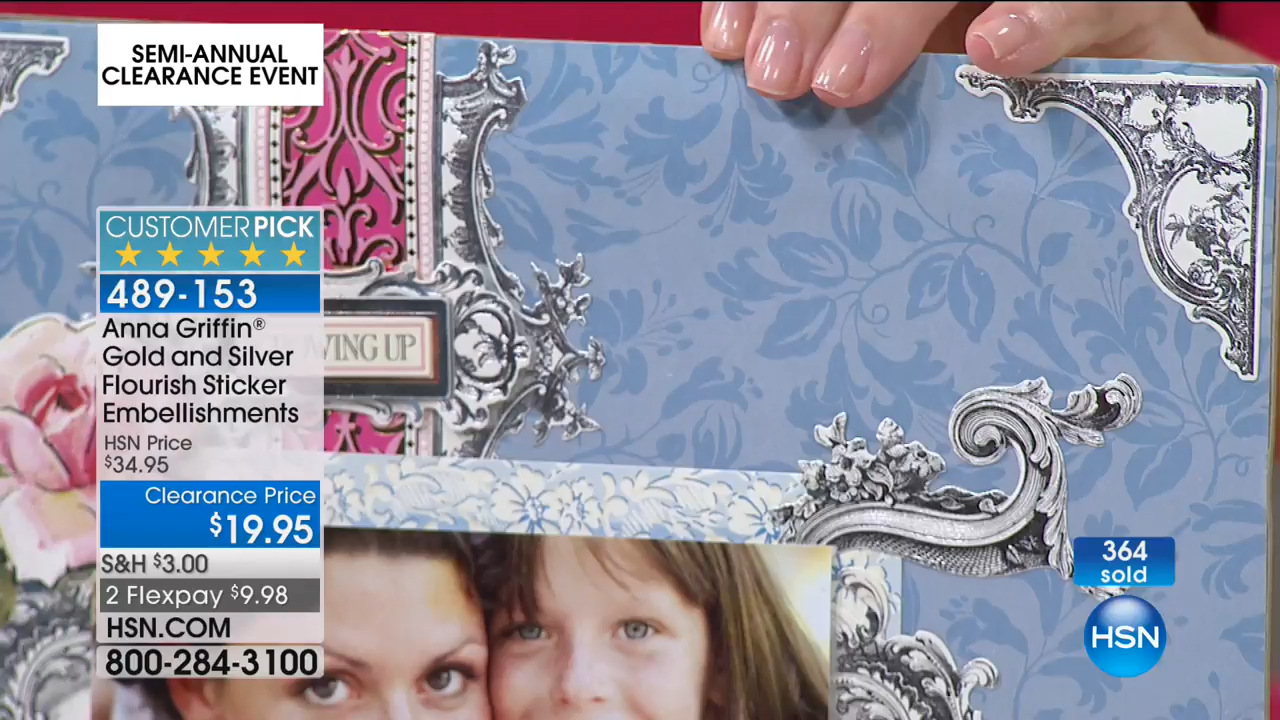 SEMI-ANNUAL
CLEARANCE EVENT
CUSTOMER PICK
489-153
Anna Griffin®
Gold and Silver
Flourish Sticker
Embellishments
HSN Price
$34.95
Clearance Price
$19.95
S&H $3.00
2 Flexpay $9.98
HSN.COM
800-284-3100
WING UP
364
sold
HSN